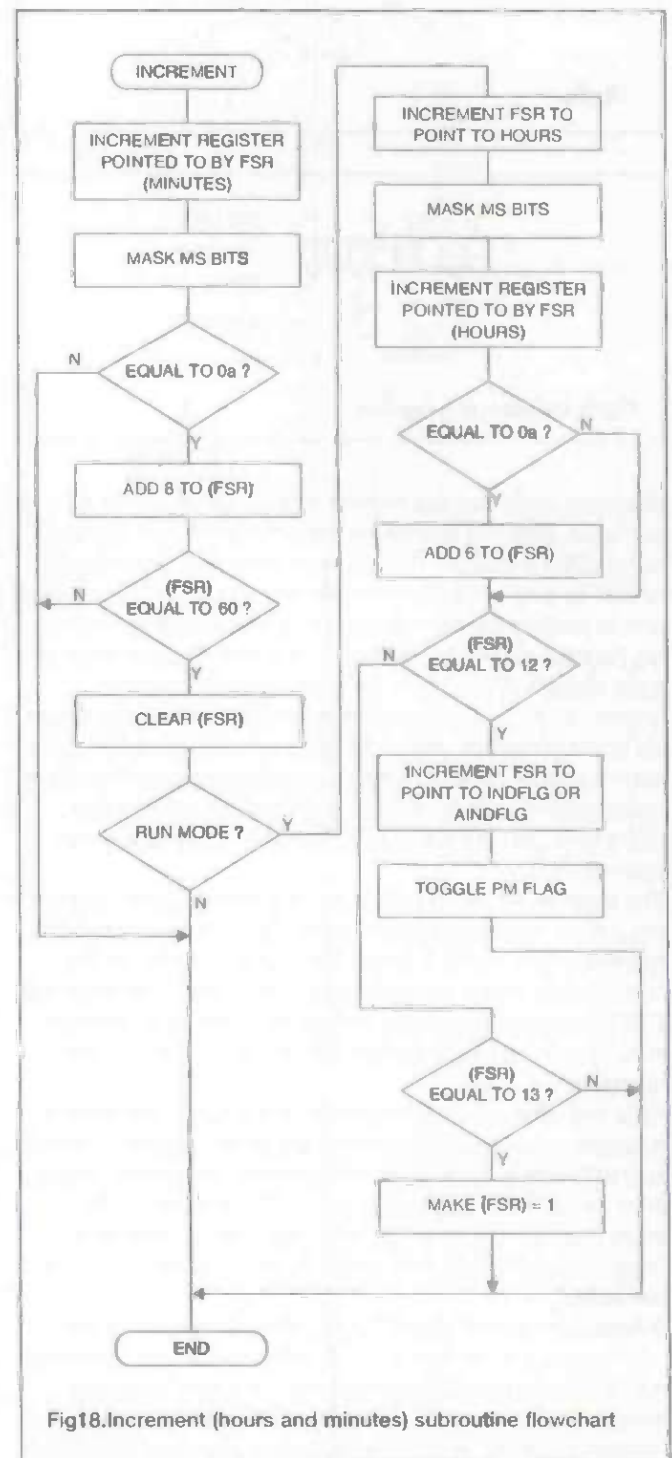 INCREMENT
INCREMENT REGISTER
POINTED TO BY FSR
(MINUTES)
MASK MS BITS
EQUAL TO 0a ?
N
Y
ADD 8 TO (FSR)
(FSR)
EQUAL TO 60 ?
N
Y
CLEAR (FSR)
RUN MODE ?
Y
N
END
INCREMENT FSR TO
POINT TO HOURS
MASK MS BITS
INCREMENT REGISTER
POINTED TO BY FSR
(HOURS)
EQUAL TO 0a ?
N
Y
ADD 6 TO (FSR)
(FSR)
EQUAL TO 12 ?
N
Y
INCREMENT FSR TO
POINT TO INDFLG OR
AINDFLG
TOGGLE PM FLAG
(FSR)
EQUAL TO 13 ?
N
Y
MAKE (FSR) = 1
Fig18.Increment (hours and minutes) subroutine flowchart